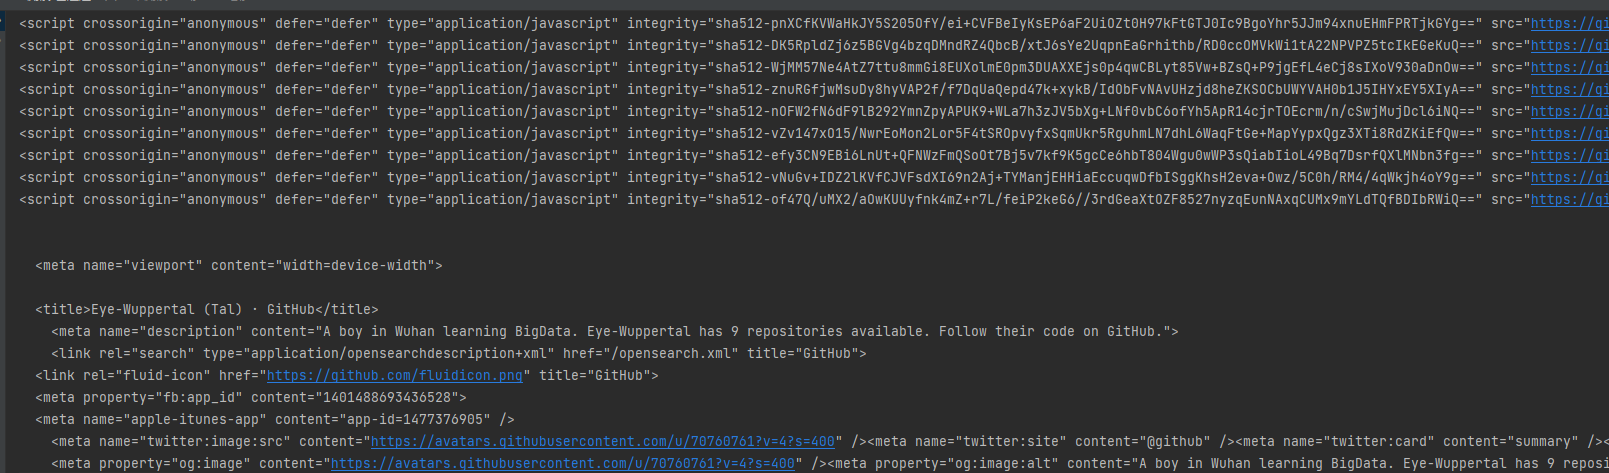 <script crossorigin="anonymous" defer="defer" type="application/javascript" integrity="sha512-pnXCfKVWaHkJY5S205OfY/ei+CVFBeIyKsEP6aF2UiOZt0H97kFtGTJ0Ic9BgoYhr5JJm94xnuEHmFPRTjkGYg==" src="https://gi
<script crossorigin="anonymous" defer="defer" type="application/javascript" integrity="sha512-DK5RpldZj6z5BGVg4bzqDMndRZ4QbcB/xtJ6sYe2UqpnEaGrhithb/RD0ccOMVkWi1tA22NPVPZ5tcIkEGeKuQ==" src="https://gi
<script crossorigin="anonymous" defer="defer" type="application/javascript" integrity="sha512-WjMM57Ne4AtZ7ttu8mmGi8EUXolmE0pm3DUAXXEjs0p4qwCBLyt85Vw+BZsQ+P9jgEfL4eCj8sIXoV930aDnOw==" src="https://gi
<script crossorigin="anonymous" defer="defer" type="application/javascript" integrity="sha512-znuRGfjwMsuDy8hyVAP2f/f7DqUaQepd47k+xykB/IdObFvNAvUHzjd8heZKSOCbUWYVAH0b1J5IHYxEY5XIyA==" src="https://gi
<script crossorigin="anonymous" defer="defer" type="application/javascript" integrity="sha512-nOFW2fN6dF9lB292YmnZpyAPUK9+WLa7h3zJV5bXg+LNf0vbC6ofYh5ApR14cjrTOEcrm/n/cSwjMujDcl6iNQ==" src="https://gi
<script crossorigin="anonymous" defer="defer" type="application/javascript" integrity="sha512-vZv147xO15/NwrEoMon2Lor5F4tSROpvyfxSqmUkr5RguhmLN7dhL6WaqFtGe+MapYypxQgz3XTi8RdZKiEfQw==" src="https://gi
<script crossorigin="anonymous" defer="defer" type="application/javascript" integrity="sha512-efy3CN9EBi6LnUt+QFNWzFmQSoOt7Bj5v7kf9K5gcCe6hbT804Wgu0wWP3sQiabIioL49Bq7DsrfQXlMNbn3fg==" src="https://gi
<script crossorigin="anonymous" defer="defer" type="application/javascript" integrity="sha512-vNuGv+IDZ2lKVfCJVFsdXI69n2Aj+TYManjEHHiaEccuqwDfbISggKhsH2eva+Owz/5C0h/RM4/4qWkjh4oY9g==" src="https://gi
<script crossorigin="anonymous" defer="defer" type="application/javascript" integrity="sha512-of47Q/uMX2/aOwKUUyfnk4mZ+r7L/feiP2keG6//3rdGeaXtOZF8527nyzqEunNAxqCUMx9mYLdTQfBDIbRWiQ==" src="https://gi
<meta name="viewport" content="width=device-width">
<title>Eye-Wuppertal (Tal) · GitHub</title>
<meta name="description" content="A boy in Wuhan learning BigData. Eye-Wuppertal has 9 repositories available. Follow their code on GitHub.">
<link rel="search" type="application/opensearchdescription+xml" href="/opensearch.xml" title="GitHub">
<link rel="fluid-icon" href="https://github.com/fluidicon.png" title="GitHub">
<meta property="fb:app_id" content="1401488693436528">
<meta name="apple-itunes-app" content="app-id=1477376905" />
<meta name="twitter:image:src" content="https://avatars.githubusercontent.com/u/70760761?v=4?s=400" /><meta name="twitter:site" content="@github" /><meta name="twitter:card" content="summary" /><
<meta property="og:image" content="https://avatars.githubusercontent.com/u/70760761?v=4?s=400" /><meta property="og:image:alt" content="A boy in Wuhan learning BigData. Eye-Wuppertal has 9 reposi